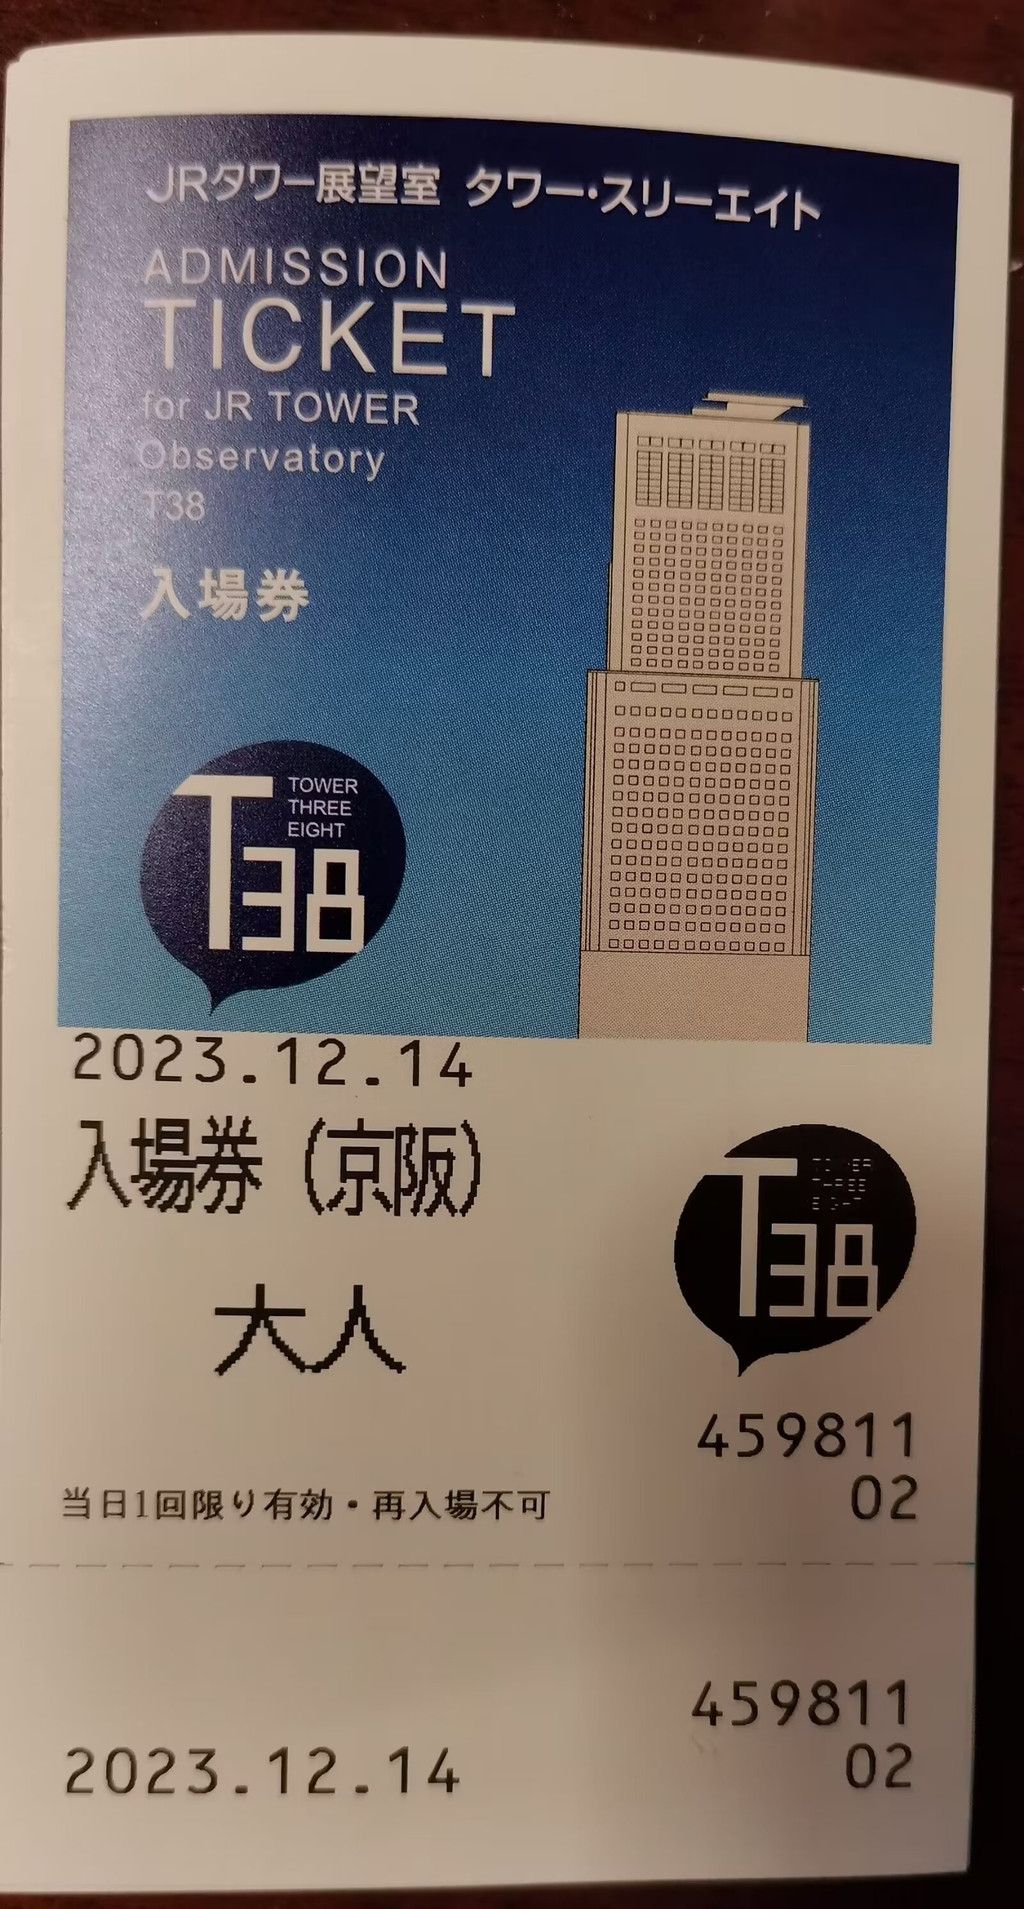 JRタワー展望室 タワー・スリーエイト
ADMISSION
TICKET
for JR TOWER
Observatory
T38
入場券
TOWER
THREE
EIGHT
T38
2023.12.14
入場券（京阪）
TOWER
THREE
EIGHT
T38
大人
459811
02
当日1回限り有効・再入場不可
459811
02
2023.12.14